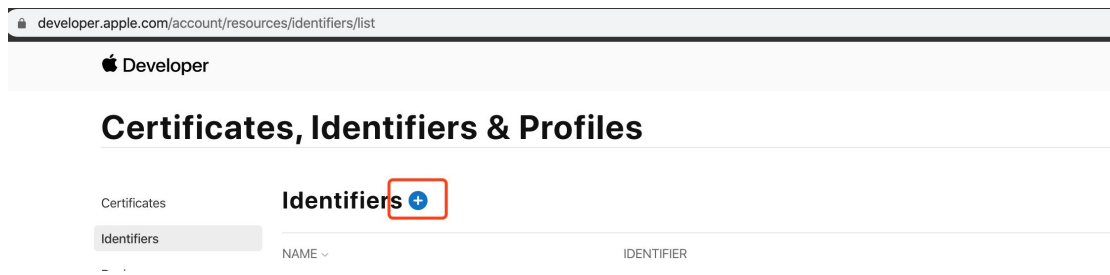 developer.apple.com/account/resources/identifiers/list
Developer
Certificates, Identifiers & Profiles
Certificates
Identifiers
Identifiers
NAME
IDENTIFIER